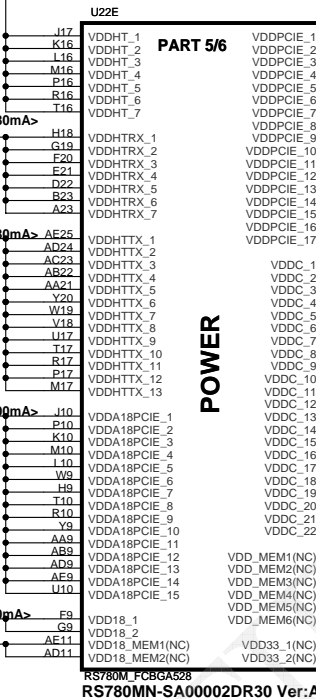 U22E
PART 5/6
J17 VDDHT_1 VDDPCIE_1
K16 VDDHT_2 VDDPCIE_2
L16 VDDHT_3 VDDPCIE_3
M16 VDDHT_4 VDDPCIE_4
P16 VDDHT_5 VDDPCIE_5
R16 VDDHT_6 VDDPCIE_6
T16 VDDHT_7 VDDPCIE_7
VDDPCIE_8
H18 VDDHTRX_1 VDDPCIE_9
G19 VDDHTRX_2 VDDPCIE_10
F20 VDDHTRX_3 VDDPCIE_11
E21 VDDHTRX_4 VDDPCIE_12
D22 VDDHTRX_5 VDDPCIE_13
B23 VDDHTRX_6 VDDPCIE_14
A23 VDDHTRX_7 VDDPCIE_15
VDDPCIE_16
AE25 VDDHTTX_1 VDDPCIE_17
AD24 VDDHTTX_2
AC23 VDDHTTX_3 VDDC_1
AB22 VDDHTTX_4 VDDC_2
AA21 VDDHTTX_5 VDDC_3
Y20 VDDHTTX_6 VDDC_4
W19 VDDHTTX_7 VDDC_5
V18 VDDHTTX_8 VDDC_6
U17 VDDHTTX_9 VDDC_7
T17 VDDHTTX_10 VDDC_8
R17 VDDHTTX_11 VDDC_9
P17 VDDHTTX_12 VDDC_10
M17 VDDHTTX_13 VDDC_11
VDDC_12
J10 VDDA18PCIE_1 VDDC_13
P10 VDDA18PCIE_2 VDDC_14
K10 VDDA18PCIE_3 VDDC_15
M10 VDDA18PCIE_4 VDDC_16
L10 VDDA18PCIE_5 VDDC_17
W9 VDDA18PCIE_6 VDDC_18
H9 VDDA18PCIE_7 VDDC_19
T10 VDDA18PCIE_8 VDDC_20
R10 VDDA18PCIE_9 VDDC_21
Y9 VDDA18PCIE_10 VDDC_22
AA9 VDDA18PCIE_11
AB9 VDDA18PCIE_12 VDD_MEM1(NC)
AD9 VDDA18PCIE_13 VDD_MEM2(NC)
AE9 VDDA18PCIE_14 VDD_MEM3(NC)
U10 VDDA18PCIE_15 VDD_MEM4(NC)
VDD_MEM5(NC)
F9 VDD18_1 VDD_MEM6(NC)
G9 VDD18_2
AE11 VDD18_MEM1(NC) VDD33_1(NC)
AD11 VDD18_MEM2(NC) VDD33_2(NC)
POWER
RS780M_FCBGA528
RS780MN-SA00002DR30 Ver:A